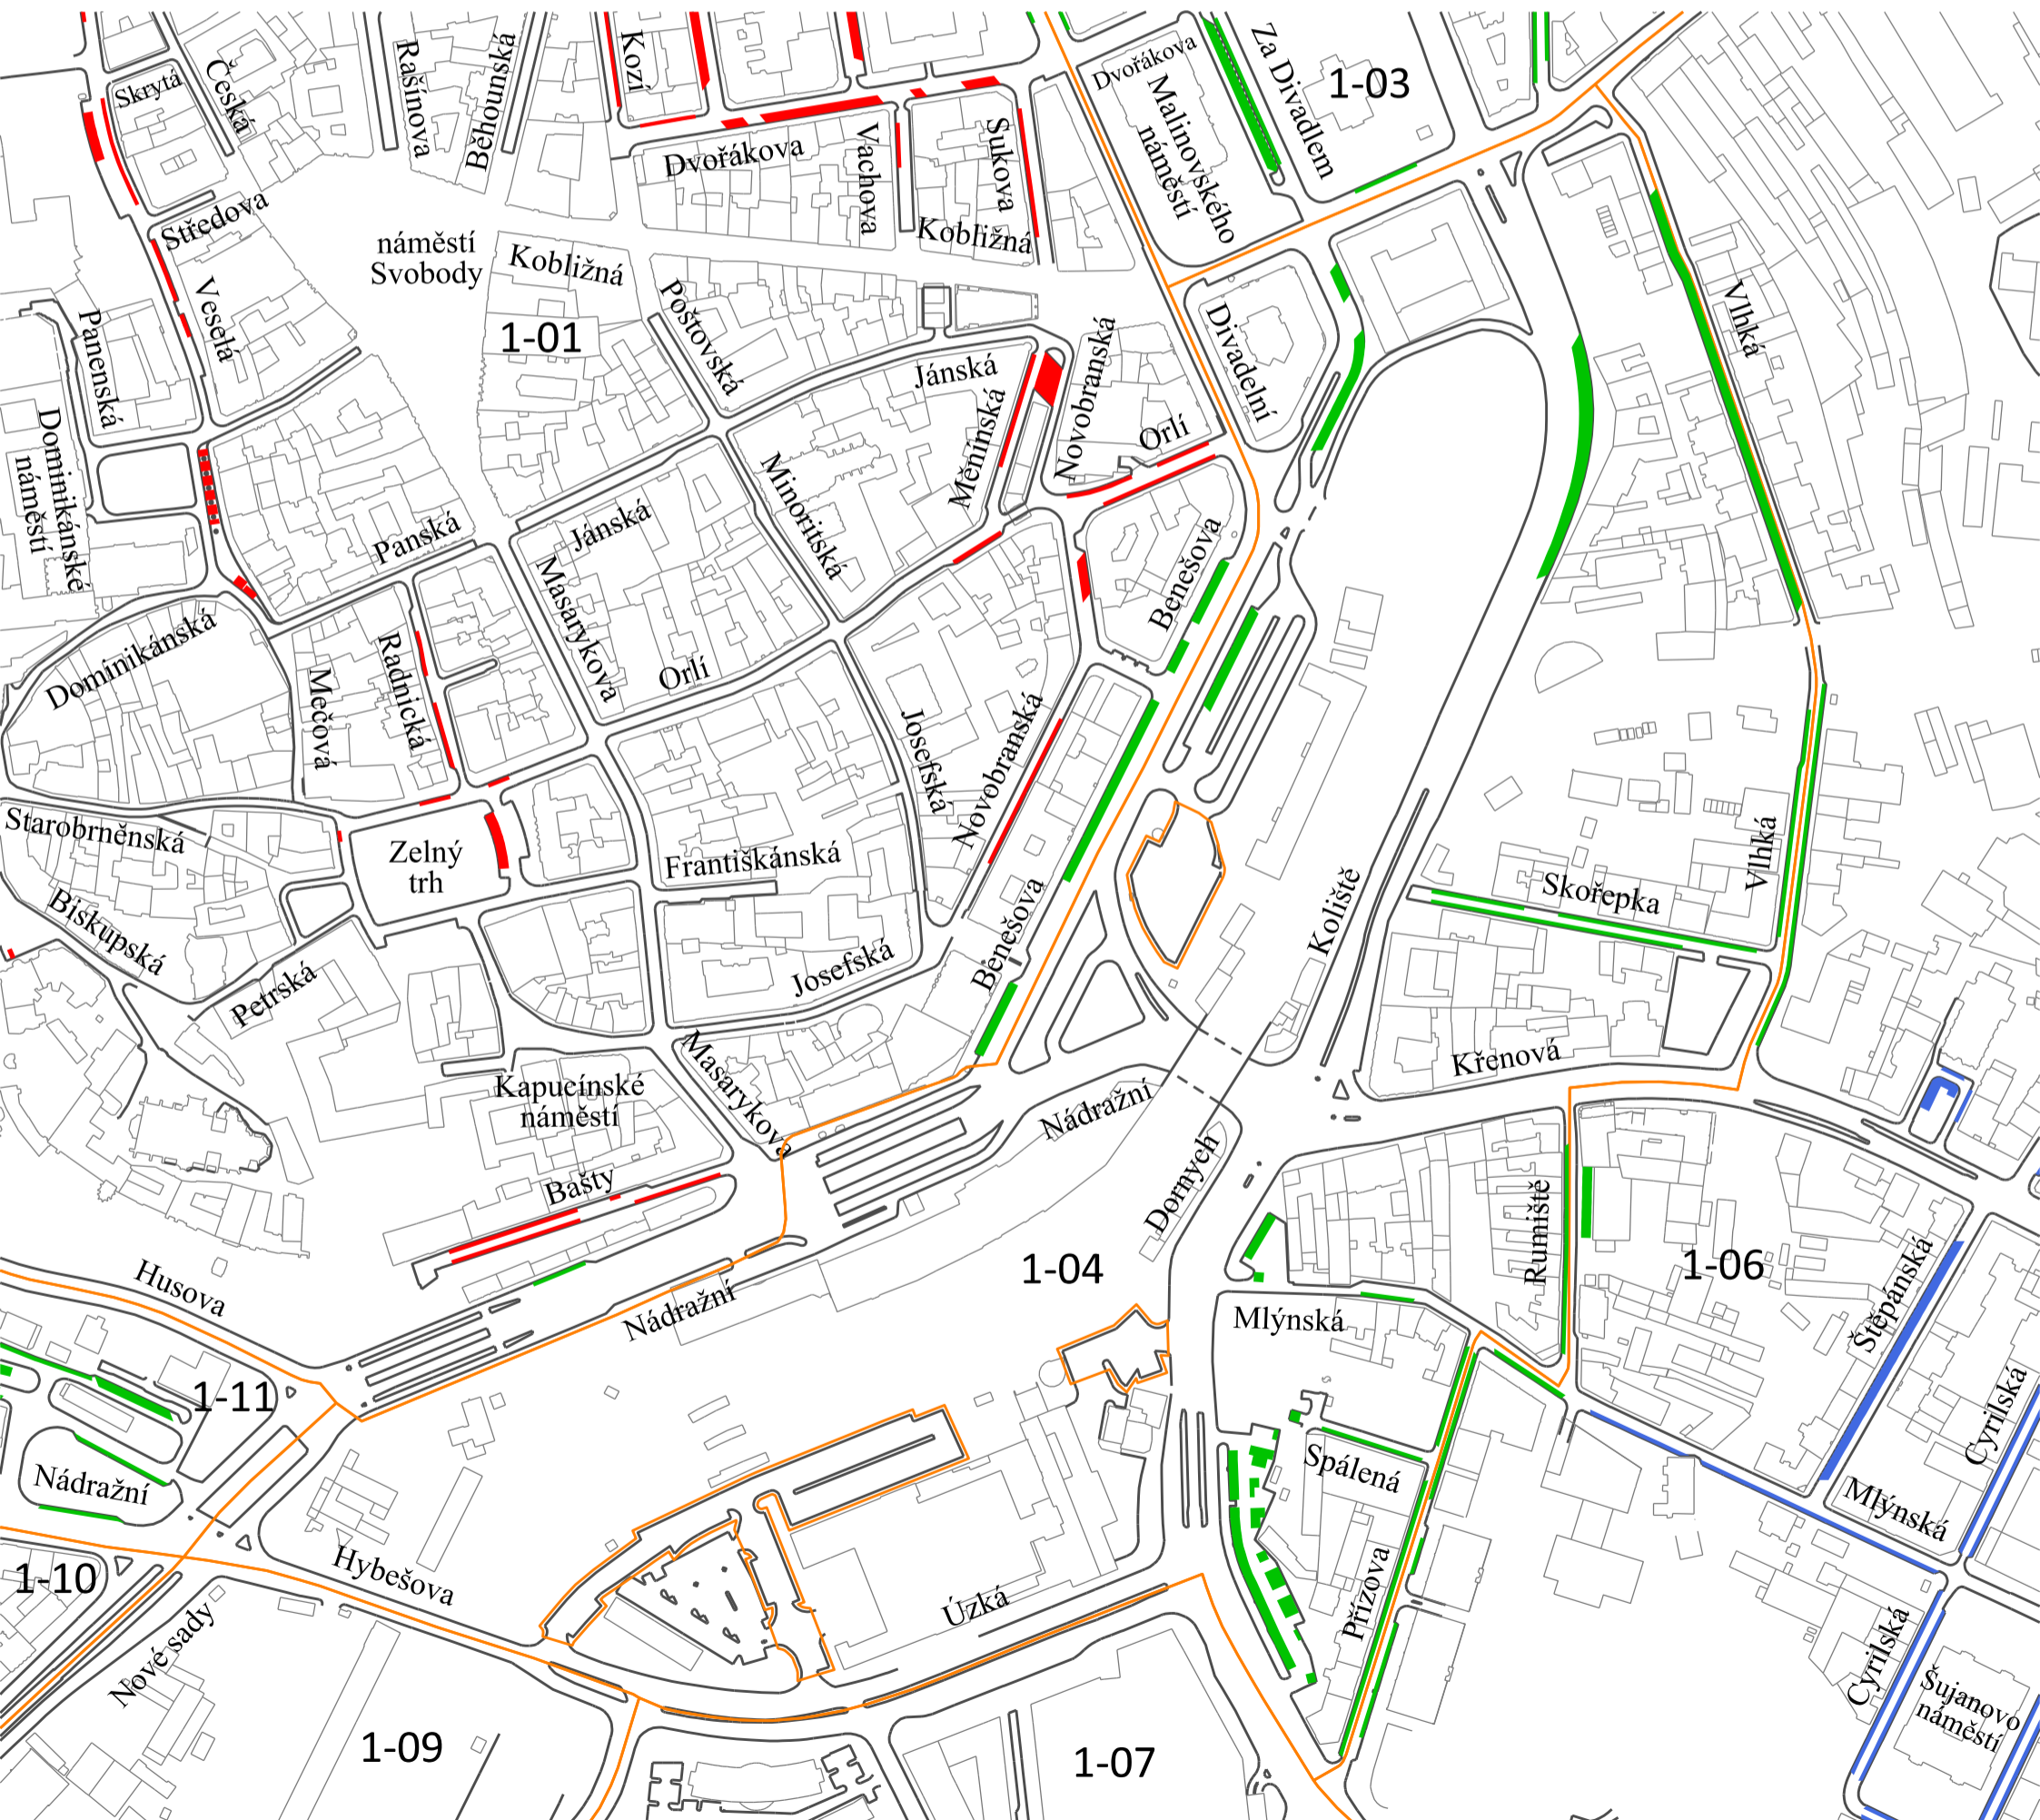 Skrytá
Česká
Rašínova
Běhounská
Kozí
Dvořákova
Vachova
Sukova
Kobližná
Dvořákova
Malinovského
náměstí
Za Divadlem
1-03
Středova
Veselá
náměstí
Svobody
Kobližná
1-01
Poštovská
Panenská
Dominikánské
náměstí
Jánská
Měnínská
Novobranská
Orlí
Divadelní
Vlhká
Panská
Jánská
Minoritská
Masarykova
Benešova
Dominikánská
Mečová
Radnická
Orlí
Josefská
Novobranská
Starobrněnská
Zelný
trh
Františkánská
Vlhká
Skořepka
Koliště
Biskupská
Petrská
Josefská
Benešova
Masarykova
Kapucínské
náměstí
Nádražní
Křenová
Bašty
Dornych
Rumiště
1-04
1-06
Husova
Nádražní
Mlýnská
Štěpánská
Cyrilská
1-11
Nádražní
Spálená
Mlýnská
1-10
Hybešova
Nové sady
Úzká
Přízova
Cyrilská
Šujanovo
náměstí
1-09
1-07